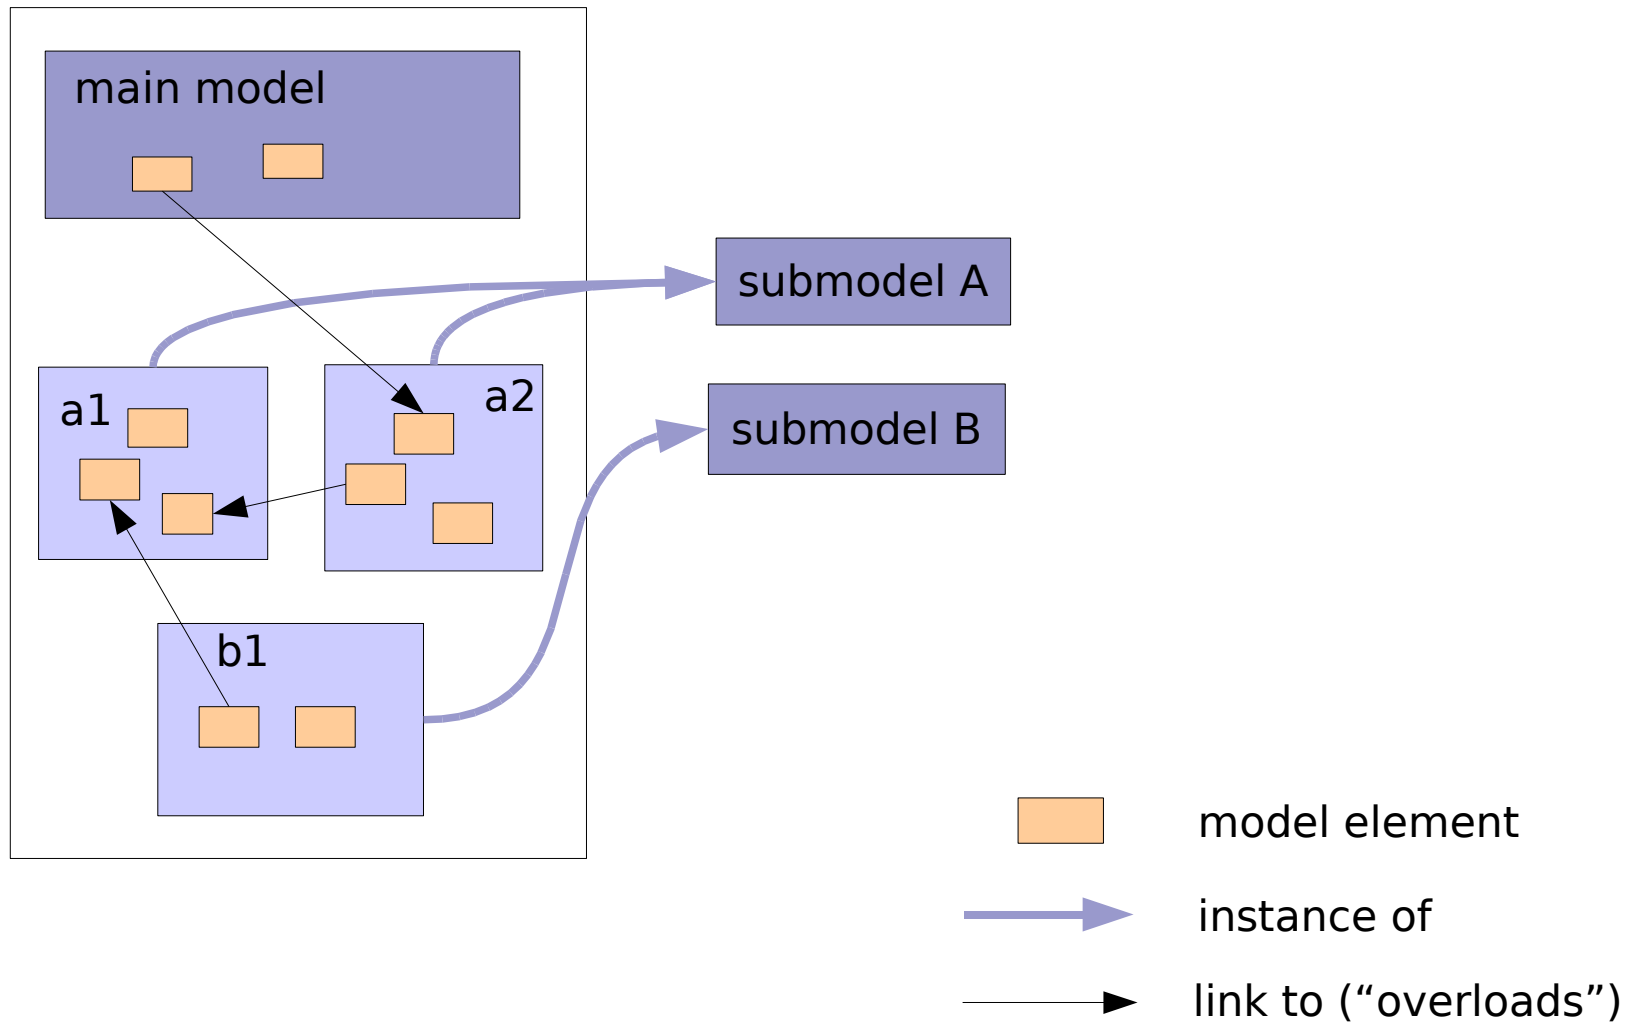 main model
submodel A
a1
a2
submodel B
b1
model element
instance of
link to (“overloads”)